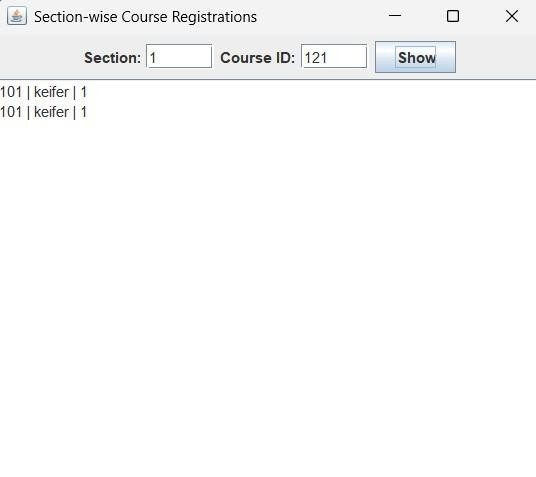 Section-wise Course Registrations
Section: 1 Course ID: 121 Show
101 | keifer | 1
101 | keifer | 1